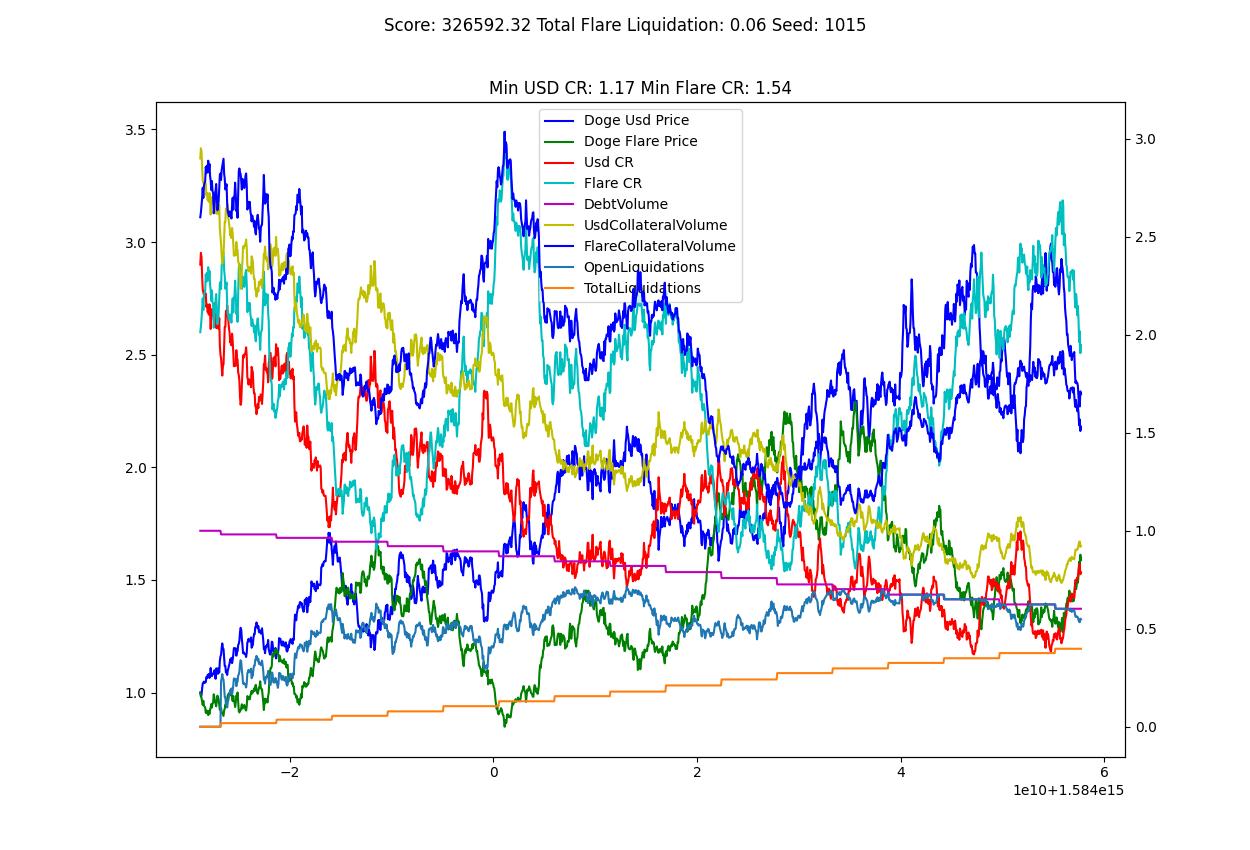 Score: 326592.32 Total Flare Liquidation: 0.06 Seed: 1015
Min USD CR: 1.17 Min Flare CR: 1.54
3.5
3.0
2.5
2.0
1.5
1.0
Doge Usd Price
Doge Flare Price
Usd CR
Flare CR
DebtVolume
UsdCollateralVolume
FlareCollateralVolume
OpenLiquidations
TotalLiquidations
3.0
2.5
2.0
1.5
1.0
0.5
0.0
−2 0 2 4 6
1e10+1.584e15